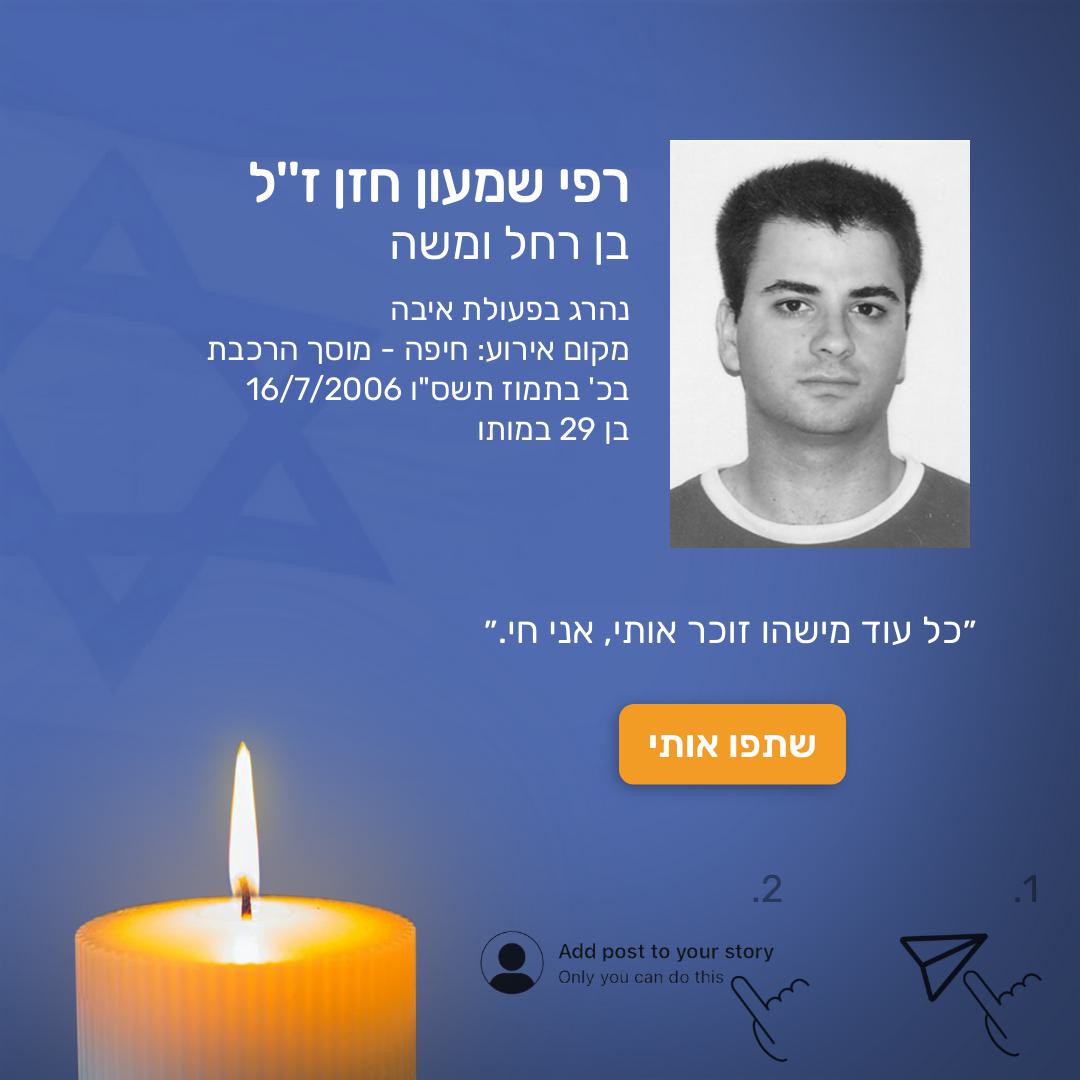 רפי שמעון חזן ז"ל
בן רחל ומשה
נהרג בפעולת איבה
מקום אירוע: חיפה - מוסך הרכבת
בכ' בתמוז תשס"ו 16/7/2006
בן 29 במותו
״כל עוד מישהו זוכר אותי, אני חי.״
שתפו אותי
1.
2.
Add post to your story
Only you can do this